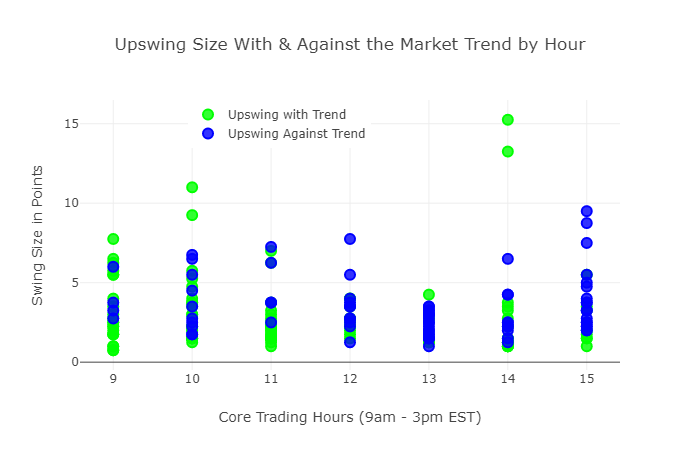 Upswing Size With & Against the Market Trend by Hour
Upswing with Trend
Upswing Against Trend
Swing Size in Points
15
10
5
0
9 10 11 12 13 14 15
Core Trading Hours (9am - 3pm EST)